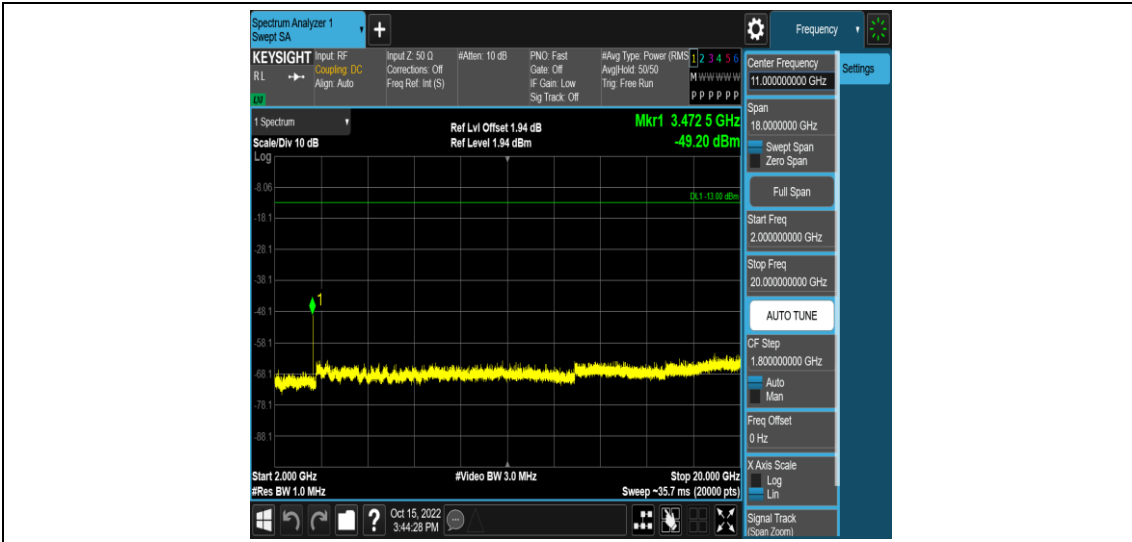 Spectrum Analyzer 1
Swept SA
+
Frequency
KEYSIGHT
RL
LXI
Input: RF
Coupling: DC
Align: Auto
Input Z: 50 Ω
Corrections: Off
Freq Ref: Int (S)
#Atten: 10 dB
PNO: Fast
Gate: Off
IF Gain: Low
Sig Track: Off
#Avg Type: Power (RMS
Avg|Hold: 50/50
Trig: Free Run
1 2 3 4 5 6
M W W W W W
P P P P P P
1 Spectrum
Scale/Div 10 dB
Log
Ref Lvl Offset 1.94 dB
Ref Level 1.94 dBm
Mkr1 3.472 5 GHz
-49.20 dBm
-8.06
DL1 -13.00 dBm
-18.1
-28.1
-38.1
1
-48.1
-58.1
-68.1
-78.1
-88.1
Start 2.000 GHz
#Res BW 1.0 MHz
#Video BW 3.0 MHz
Stop 20.000 GHz
Sweep ~35.7 ms (20000 pts)
?
Oct 15, 2022
3:44:28 PM
Center Frequency
11.000000000 GHz
Settings
Span
18.0000000 GHz
Swept Span
Zero Span
Full Span
Start Freq
2.000000000 GHz
Stop Freq
20.000000000 GHz
AUTO TUNE
CF Step
1.800000000 GHz
Auto
Man
Freq Offset
0 Hz
X Axis Scale
Log
Lin
Signal Track
(Span Zoom)